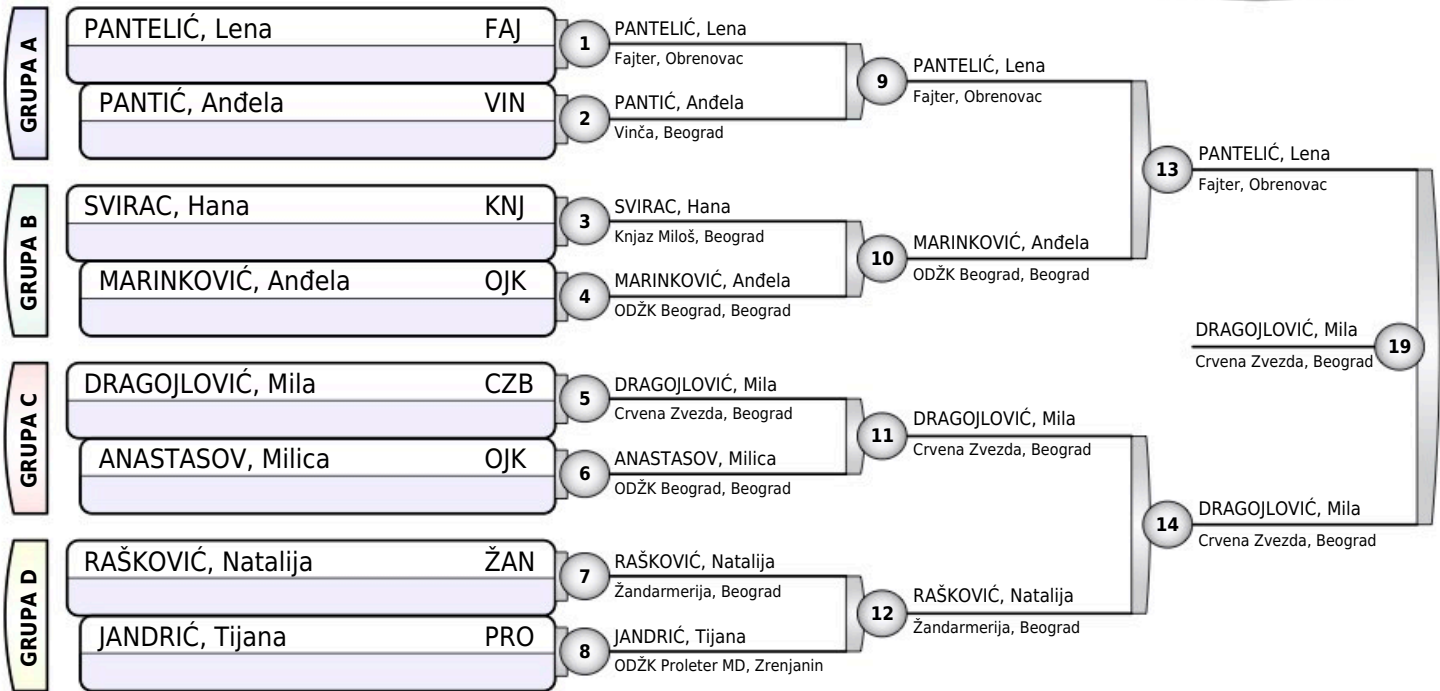 GRUPA A
PANTELIĆ, Lena FAJ
PANTIĆ, Anđela VIN
GRUPA B
SVIRAC, Hana KNJ
MARINKOVIĆ, Anđela OJK
GRUPA C
DRAGOJLOVIĆ, Mila CZB
ANASTASOV, Milica OJK
GRUPA D
RAŠKOVIĆ, Natalija ŽAN
JANDRIĆ, Tijana PRO
1
PANTELIĆ, Lena
Fajter, Obrenovac
2
PANTIĆ, Anđela
Vinča, Beograd
3
SVIRAC, Hana
Knjaz Miloš, Beograd
4
MARINKOVIĆ, Anđela
ODŽK Beograd, Beograd
5
DRAGOJLOVIĆ, Mila
Crvena Zvezda, Beograd
6
ANASTASOV, Milica
ODŽK Beograd, Beograd
7
RAŠKOVIĆ, Natalija
Žandarmerija, Beograd
8
JANDRIĆ, Tijana
ODŽK Proleter MD, Zrenjanin
9
PANTELIĆ, Lena
Fajter, Obrenovac
10
MARINKOVIĆ, Anđela
ODŽK Beograd, Beograd
11
DRAGOJLOVIĆ, Mila
Crvena Zvezda, Beograd
12
RAŠKOVIĆ, Natalija
Žandarmerija, Beograd
13
PANTELIĆ, Lena
Fajter, Obrenovac
14
DRAGOJLOVIĆ, Mila
Crvena Zvezda, Beograd
DRAGOJLOVIĆ, Mila
Crvena Zvezda, Beograd
19